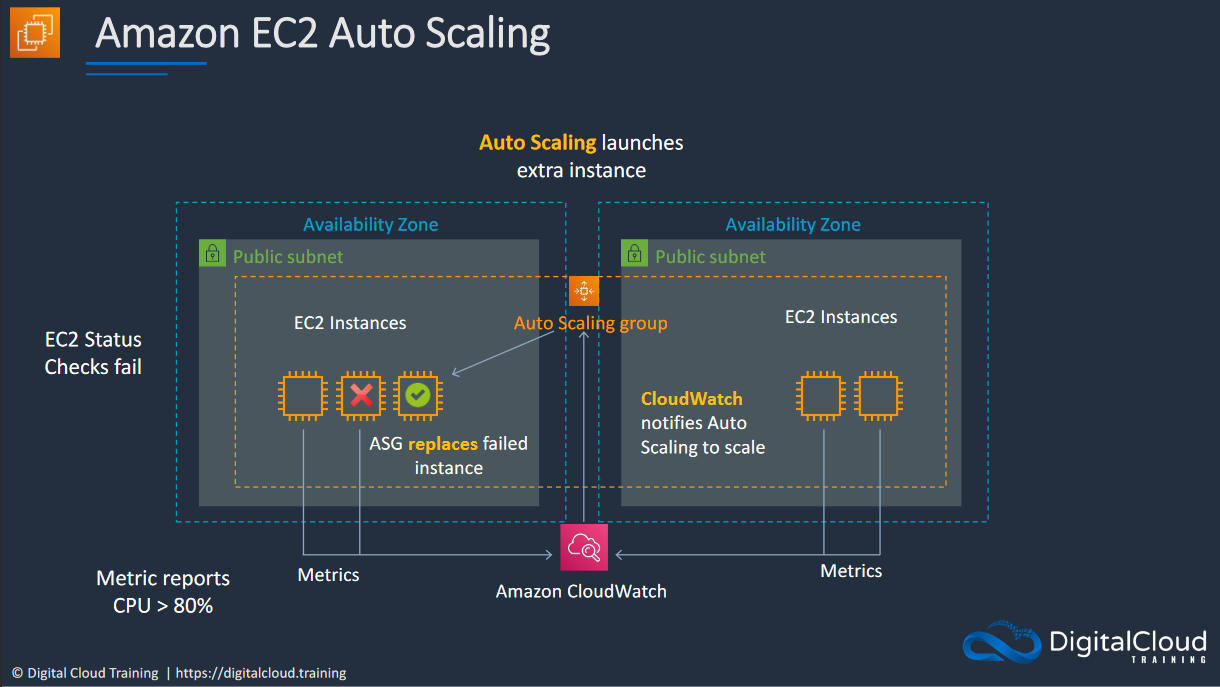 Amazon EC2 Auto Scaling
Auto Scaling launches
extra instance
Availability Zone
Availability Zone
Public subnet
Public subnet
EC2 Instances
Auto Scaling group
EC2 Instances
EC2 Status
Checks fail
CloudWatch
notifies Auto
Scaling to scale
ASG replaces failed
instance
Metrics
Metrics
Amazon CloudWatch
Metric reports
CPU > 80%
DigitalCloud
TRAINING
© Digital Cloud Training | https://digitalcloud.training